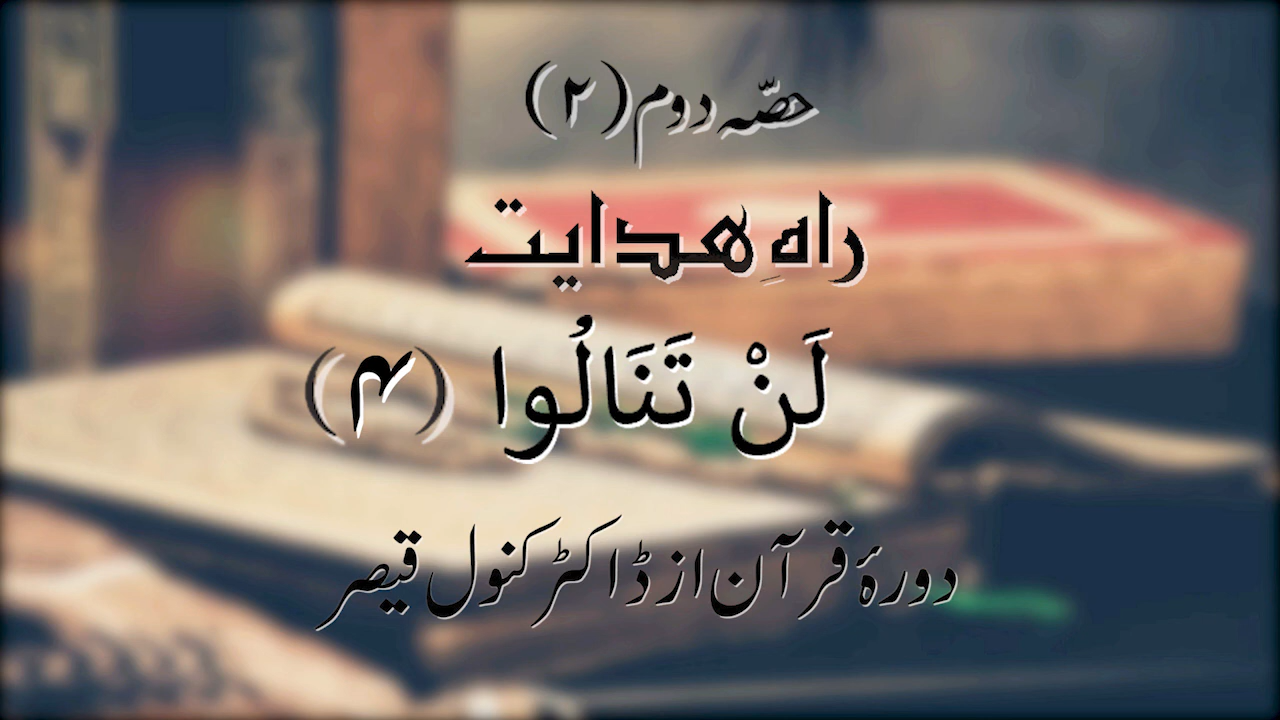 حصّہ دوم (۲)
راہِ ھدایت
لَنْ تَنَالُوا (۴)
دورۂ قرآن از ڈاکٹر کنول قیصر